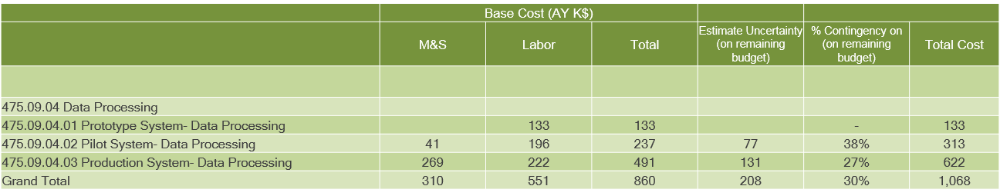 Base Cost (AY K$)
M&S Labor Total Estimate Uncertainty (on remaining budget) % Contingency on (on remaining budget) Total Cost
475.09.04 Data Processing
475.09.04.01 Prototype System- Data Processing 133 133 - 133
475.09.04.02 Pilot System- Data Processing 41 196 237 77 38% 313
475.09.04.03 Production System- Data Processing 269 222 491 131 27% 622
Grand Total 310 551 860 208 30% 1,068